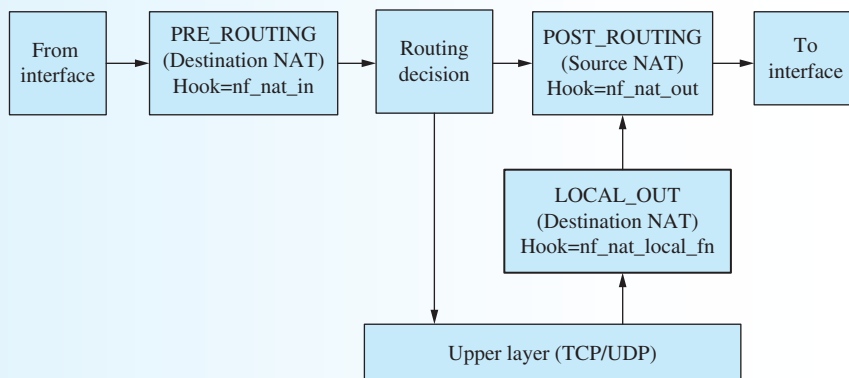 From
interface
PRE_ROUTING
(Destination NAT)
Hook=nf_nat_in
Routing
decision
POST_ROUTING
(Source NAT)
Hook=nf_nat_out
To
interface
LOCAL_OUT
(Destination NAT)
Hook=nf_nat_local_fn
Upper layer (TCP/UDP)